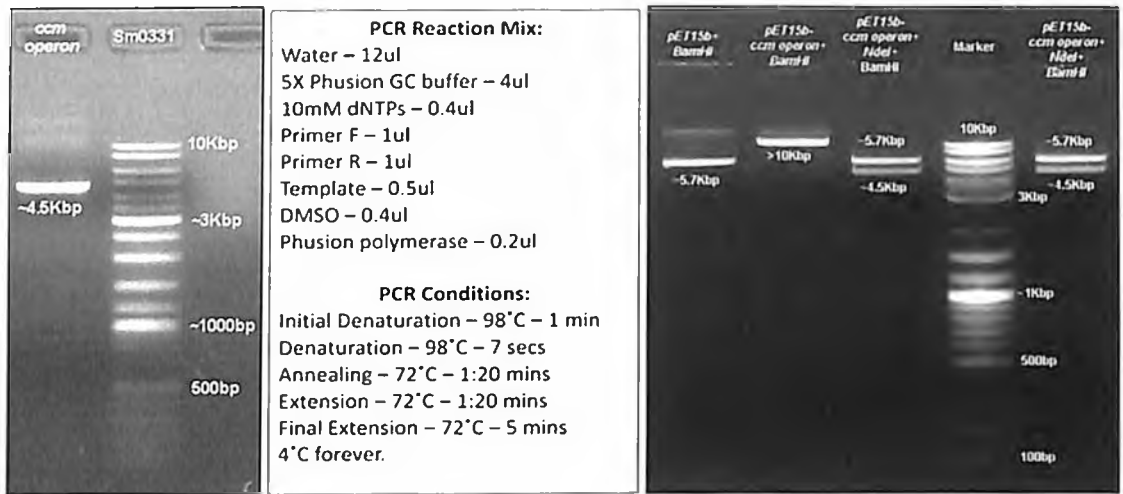 ccm
operon
Sm0331
10Kbp
~4.5Kbp
~3Kbp
~1000bp
500bp
PCR Reaction Mix:
Water – 12ul
5X Phusion GC buffer – 4ul
10mM dNTPs – 0.4ul
Primer F – 1ul
Primer R – 1ul
Template – 0.5ul
DMSO – 0.4ul
Phusion polymerase – 0.2ul
PCR Conditions:
Initial Denaturation – 98°C – 1 min
Denaturation – 98°C – 7 secs
Annealing – 72°C – 1:20 mins
Extension – 72°C – 1:20 mins
Final Extension – 72°C – 5 mins
4°C forever.
pET15b+
BamHI
pET15b-
ccm operon+
BamHI
pET15b-
ccm operon+
NdeI+
BamHI
Marker
pET15b-
ccm operon+
NdeI+
BamHI
~5.7Kbp
>10Kbp
~5.7Kbp
~4.5Kbp
10Kbp
3Kbp
~1Kbp
500bp
100bp
~5.7Kbp
~4.5Kbp